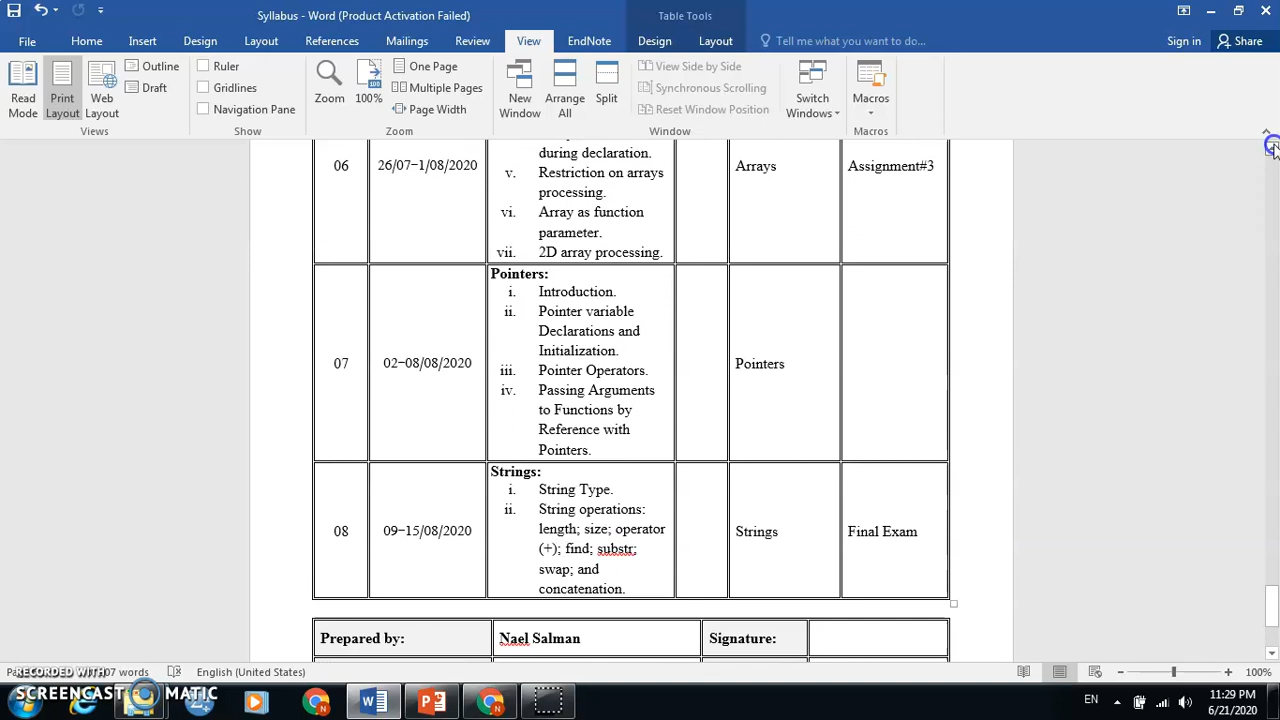 Syllabus - Word (Product Activation Failed)
Table Tools
File Home Insert Design Layout References Mailings Review View EndNote Design Layout Tell me what you want to do... Sign in Share
Read Mode
Print Layout
Web Layout
Outline
Draft
Views
Ruler
Gridlines
Navigation Pane
Show
Zoom
100%
One Page
Multiple Pages
Page Width
Zoom
New Window
Arrange All
Split
View Side by Side
Synchronous Scrolling
Reset Window Position
Window
Switch Windows
Macros
Macros
06
26/07-1/08/2020
during declaration.
v. Restriction on arrays
processing.
vi. Array as function
parameter.
vii. 2D array processing.
Arrays
Assignment#3
07
02-08/08/2020
Pointers:
i. Introduction.
ii. Pointer variable
Declarations and
Initialization.
iii. Pointer Operators.
iv. Passing Arguments
to Functions by
Reference with
Pointers.
Pointers
08
09-15/08/2020
Strings:
i. String Type.
ii. String operations:
length; size; operator
(+); find; substr;
swap; and
concatenation.
Strings
Final Exam
Prepared by: Nael Salman Signature:
words English (United States) 100%
RECORDED WITH
SCREENCAST MATIC
EN
11:29 PM
6/21/2020